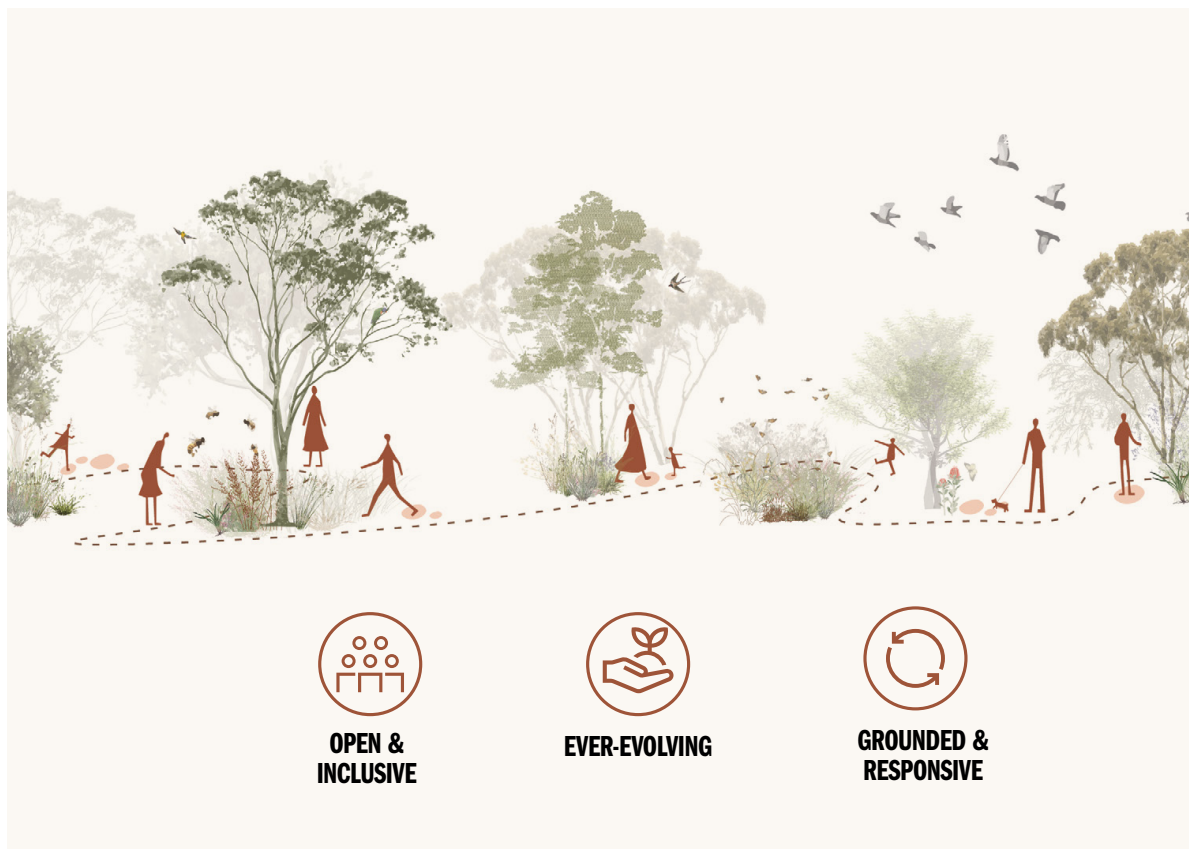 OPEN &
INCLUSIVE
EVER-EVOLVING
GROUNDED &
RESPONSIVE